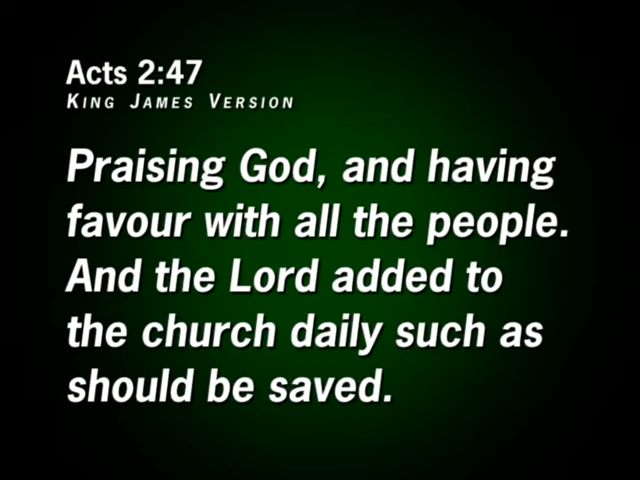 Acts 2:47
King James Version
Praising God, and having
favour with all the people.
And the Lord added to
the church daily such as
should be saved.